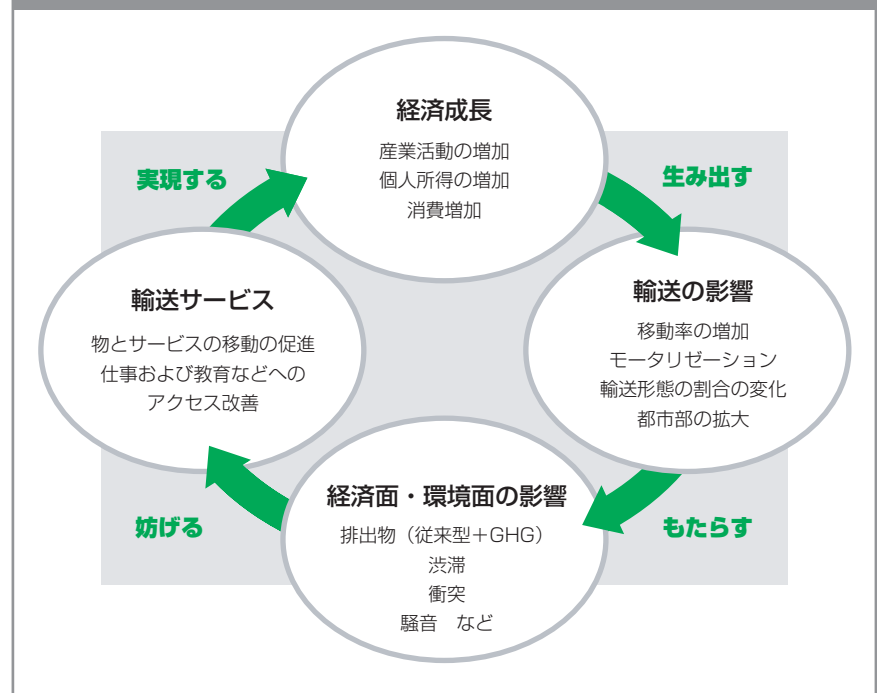 経済成長
産業活動の増加
個人所得の増加
消費増加
実現する
生み出す
輸送サービス
物とサービスの移動の促進
仕事および教育などへの
アクセス改善
輸送の影響
移動率の増加
モータリゼーション
輸送形態の割合の変化
都市部の拡大
経済面・環境面の影響
排出物（従来型＋GHG）
渋滞
衝突
騒音　など
妨げる
もたらす